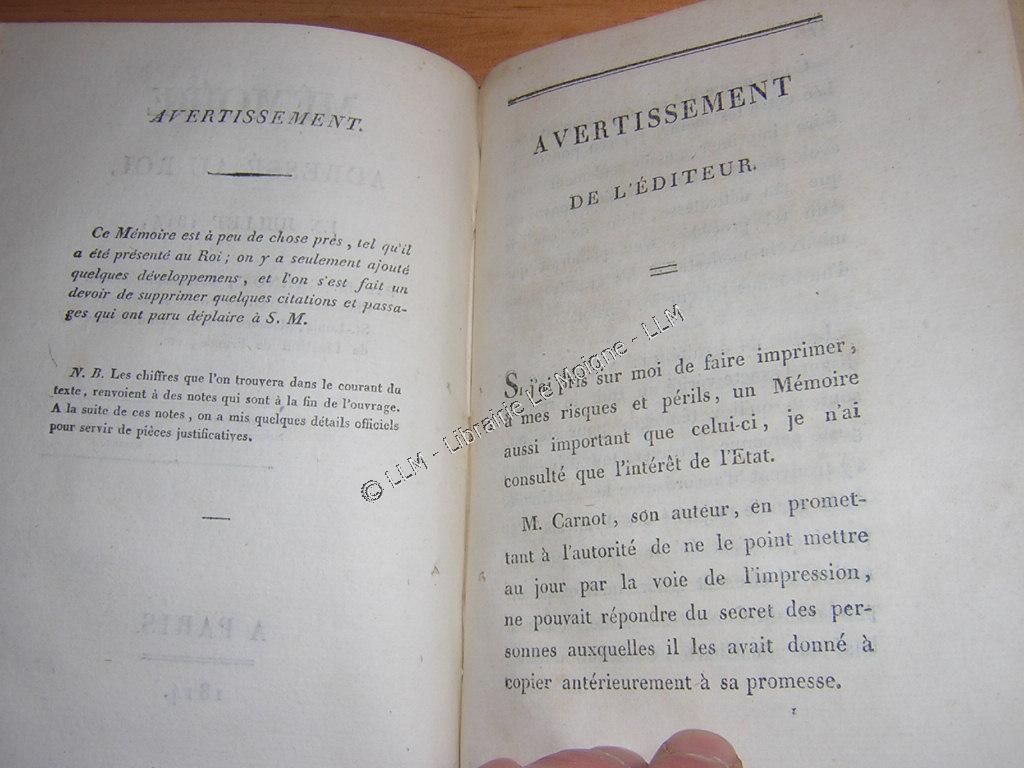 AVERTISSEMENT.
Ce Mémoire est à peu de chose près, tel qu'il
a été présenté au Roi; on y a seulement ajouté
quelques développemens, et l'on s'est fait un
devoir de supprimer quelques citations et passa-
ges qui ont paru déplaire à S. M.
N. B. Les chiffres que l'on trouvera dans le courant du
texte, renvoient à des notes qui sont à la fin de l'ouvrage.
A la suite de ces notes, on a mis quelques détails officiels
pour servir de pièces justificatives.
A PARIS.
1814.
AVERTISSEMENT
DE L'ÉDITEUR.
Si j'ai pris sur moi de faire imprimer,
à mes risques et périls, un Mémoire
aussi important que celui-ci, je n'ai
consulté que l'intérêt de l'Etat.
M. Carnot, son auteur, en promet-
tant à l'autorité de ne le point mettre
au jour par la voie de l'impression,
ne pouvait répondre du secret des per-
sonnes auxquelles il les avait donné à
copier antérieurement à sa promesse.
© LLM - Librairie Le Moigne - LLM